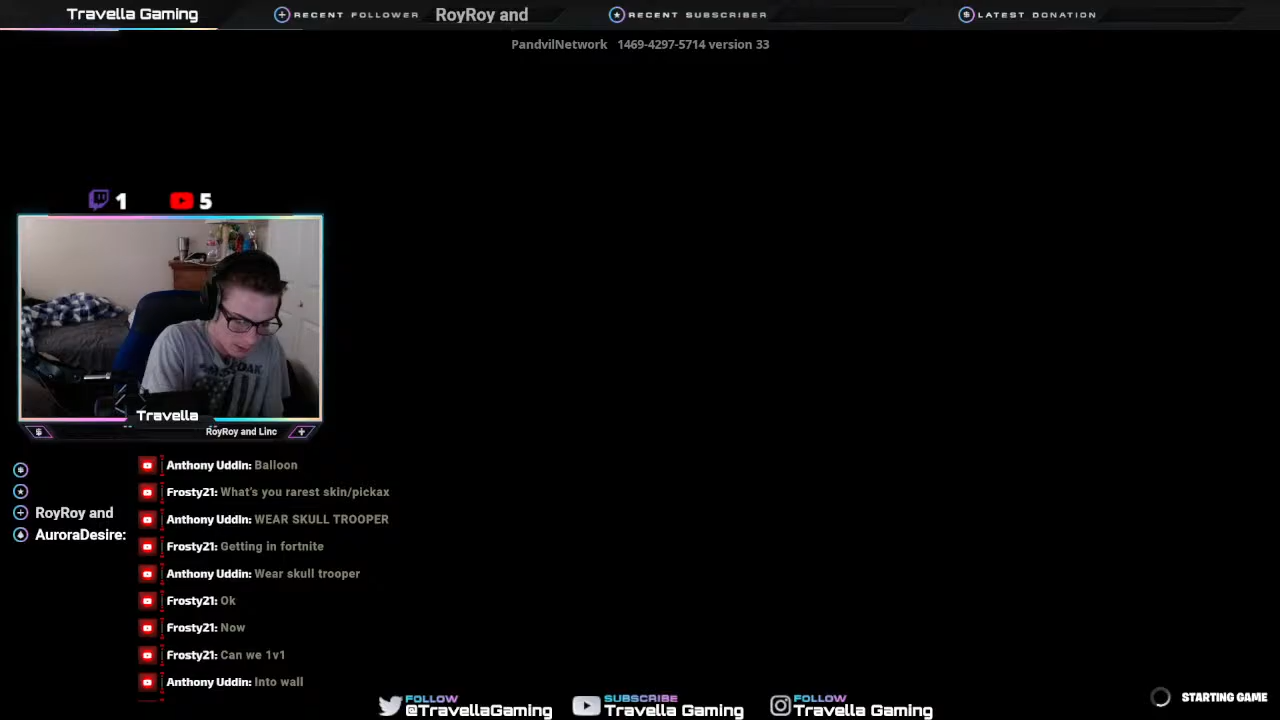 Travella Gaming
RECENT FOLLOWER RoyRoy and
RECENT SUBSCRIBER
LATEST DONATION
PandvilNetwork 1469-4297-5714 version 33
1 5
Travella
RoyRoy and Linc
RoyRoy and
AuroraDesire:
Anthony Uddin: Balloon
Frosty21: What's you rarest skin/pickax
Anthony Uddin: WEAR SKULL TROOPER
Frosty21: Getting in fortnite
Anthony Uddin: Wear skull trooper
Frosty21: Ok
Frosty21: Now
Frosty21: Can we 1v1
Anthony Uddin: Into wall
FOLLOW
@TravellaGaming
SUBSCRIBE
Travella Gaming
FOLLOW
Travella Gaming
STARTING GAME